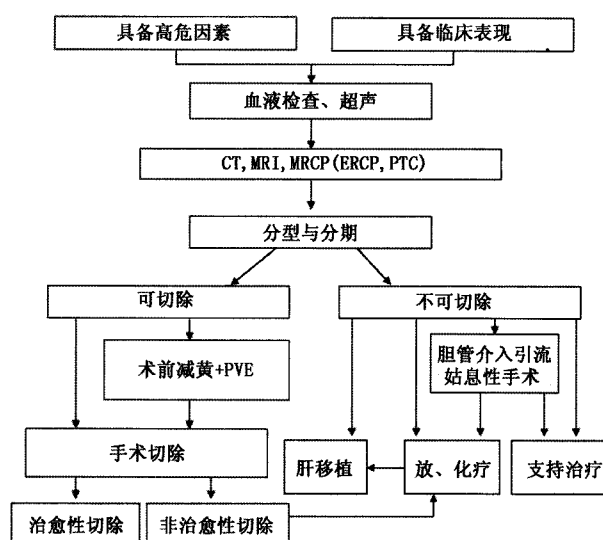 具备高危因素
具备临床表现
血液检查、超声
CT,MRI,MRCP(ERCP,PTC)
分型与分期
可切除
不可切除
术前减黄+PVE
胆管介入引流
姑息性手术
手术切除
肝移植
放、化疗
支持治疗
治愈性切除
非治愈性切除